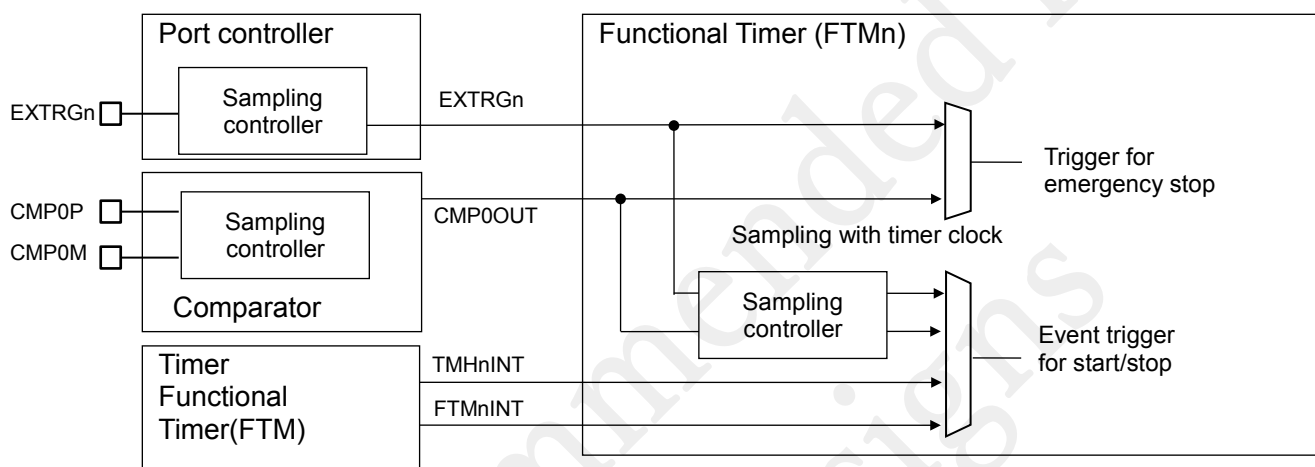 Port controller
Functional Timer (FTMn)
EXTRGn
Sampling
controller
EXTRGn
Trigger for
emergency stop
CMP0P
CMP0M
Sampling
controller
CMP0OUT
Sampling with timer clock
Comparator
Sampling
controller
Event trigger
for start/stop
Timer
Functional
Timer(FTM)
TMHnINT
FTMnINT